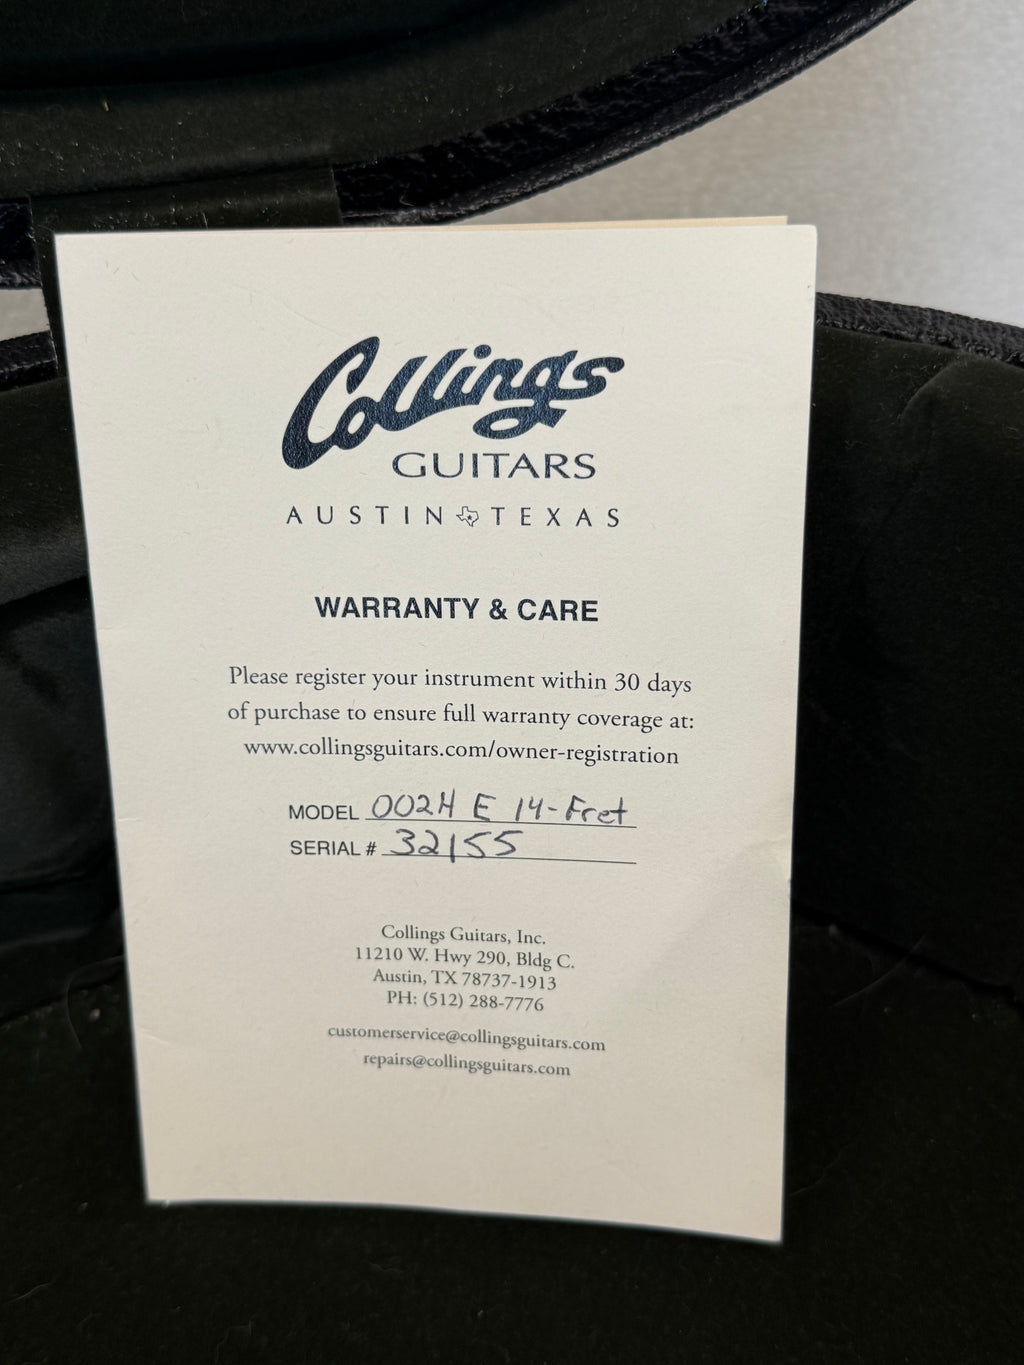 Collings
GUITARS
AUSTIN TEXAS
WARRANTY & CARE
Please register your instrument within 30 days
of purchase to ensure full warranty coverage at:
www.collingsguitars.com/owner-registration
MODEL 002H E 14-Fret
SERIAL # 32155
Collings Guitars, Inc.
11210 W. Hwy 290, Bldg C.
Austin, TX 78737-1913
PH: (512) 288-7776
customerservice@collingsguitars.com
repairs@collingsguitars.com